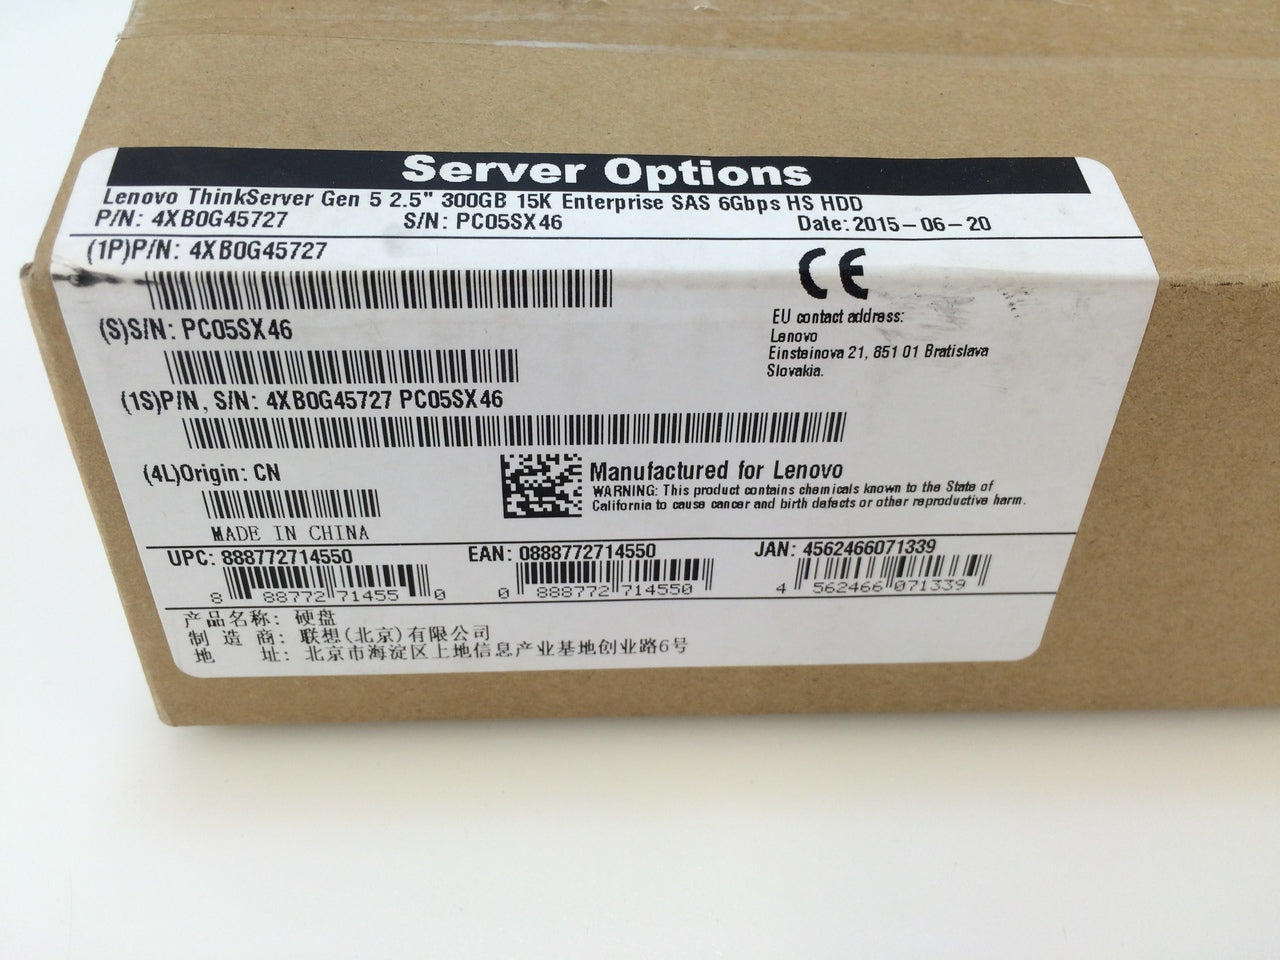 Server Options
Lenovo ThinkServer Gen 5 2.5" 300GB 15K Enterprise SAS 6Gbps HS HDD
P/N: 4XB0G45727 S/N: PC05SX46 Date: 2015-06-20
(1P)P/N: 4XB0G45727
CE
(S)S/N: PC05SX46
EU contact address:
Lenovo
Einsteinova 21, 851 01 Bratislava
Slovakia.
(1S)P/N, S/N: 4XB0G45727 PC05SX46
(4L)Origin: CN
MADE IN CHINA
Manufactured for Lenovo
WARNING: This product contains chemicals known to the State of
California to cause cancer and birth defects or other reproductive harm.
UPC: 888772714550 EAN: 0888772714550 JAN: 4562466071339
8 88772 71455 0 0 888772 714550 4 562466 071339
产品名称: 硬盘
制 造 商: 联想(北京)有限公司
地 址: 北京市海淀区上地信息产业基地创业路6号